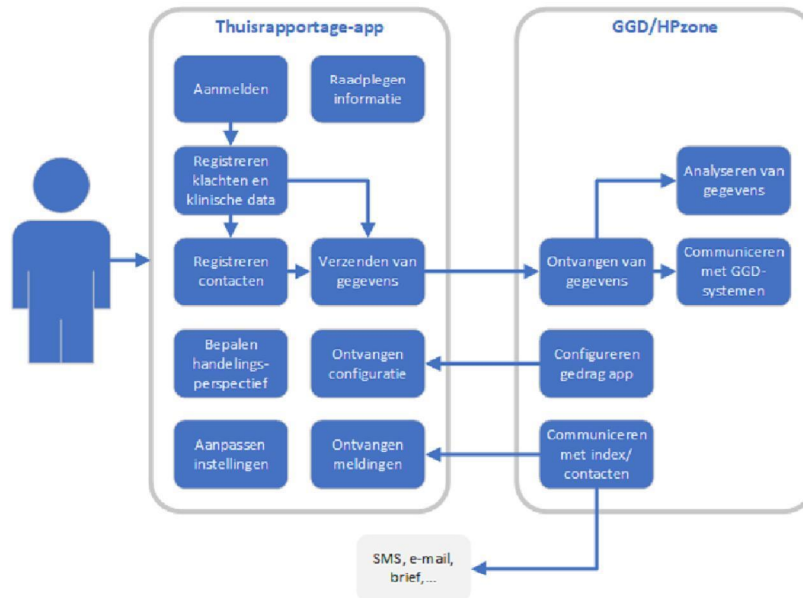 Thuisrapportage-app
GGD/HPzone
Aanmelden
Raadplegen
informatie
Registreren
klachten en
klinische data
Analyseren van
gegevens
Registreren
contacten
Verzenden van
gegevens
Ontvangen van
gegevens
Communiceren
met GGD-
systemen
Bepalen
handelings-
perspectief
Ontvangen
configuratie
Configureren
gedrag app
Aanpassen
instellingen
Ontvangen
meldingen
Communiceren
met index/
contacten
SMS, e-mail,
brief,...